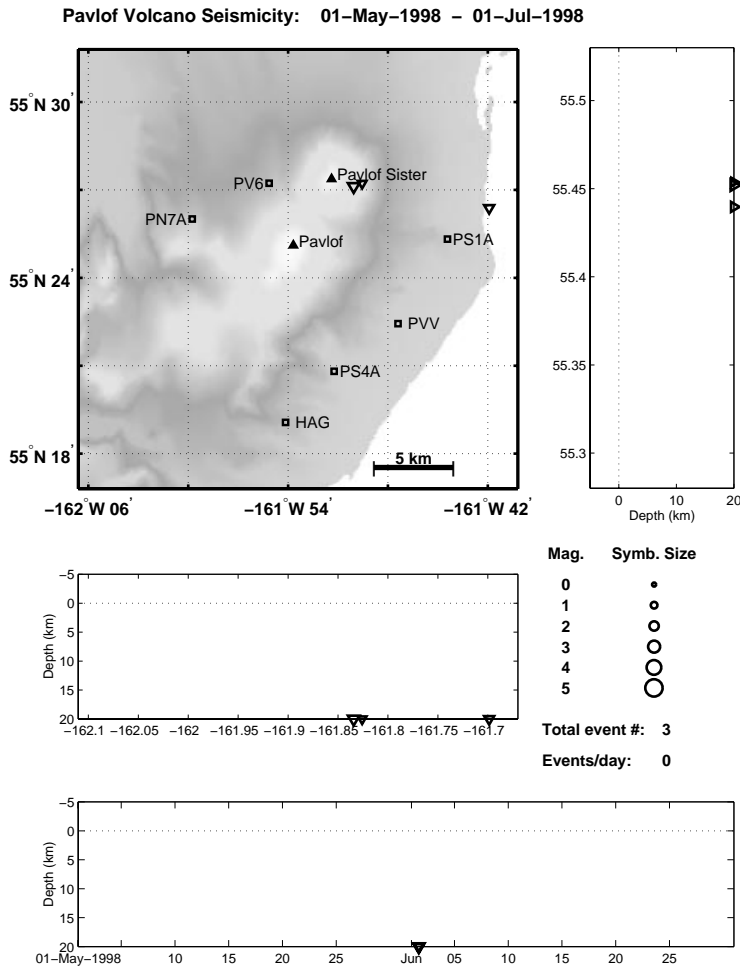 Pavlof Volcano Seismicity: 01−May−1998 − 01−Jul−1998
55°N 30'
55°N 24'
55°N 18'
−162°W 06'
−161°W 54'
−161°W 42'
Pavlof Sister
PV6
PN7A
Pavlof
PS1A
PVV
PS4A
HAG
5 km
55.5
55.45
55.4
55.35
55.3
0 10 20
Depth (km)
−5
0
5
10
15
20
Depth (km)
−162.1 −162.05 −162 −161.95 −161.9 −161.85 −161.8 −161.75 −161.7
Mag. Symb. Size
0
1
2
3
4
5
Total event #: 3
Events/day: 0
−5
0
5
10
15
20
Depth (km)
01−May−1998 10 15 20 25 Jun 05 10 15 20 25